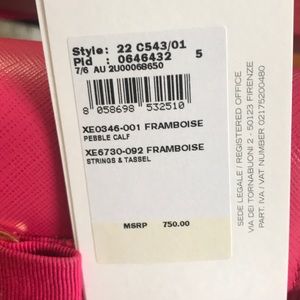 Style: 22 C543/01
Pld : 0646432 5
7/6 AU 2U00068650
8 058698 532510
XE0346-001 FRAMBOISE
PEBBLE CALF
XE6730-092 FRAMBOISE
STRINGS & TASSEL
MSRP 750.00
SEDE LEGALE / REGISTERED OFFICE
VIA DEI TORNABUONI 2 - 50123 FIRENZE
PART. IVA / VAT NUMBER 02175200480